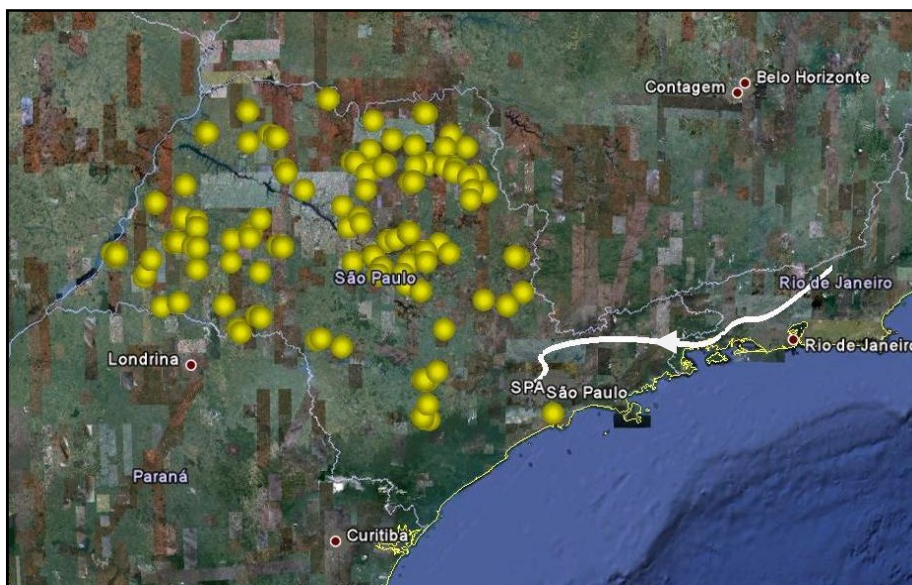 Belo Horizonte
Contagem
São Paulo
Rio de Janeiro
Rio de Janeiro
Londrina
SPA
São Paulo
Paraná
Curitiba